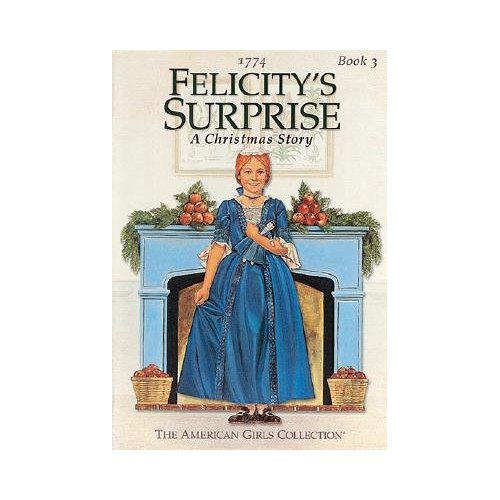 1774 Book 3
FELICITY'S
SURPRISE
A Christmas Story
THE AMERICAN GIRLS COLLECTION®